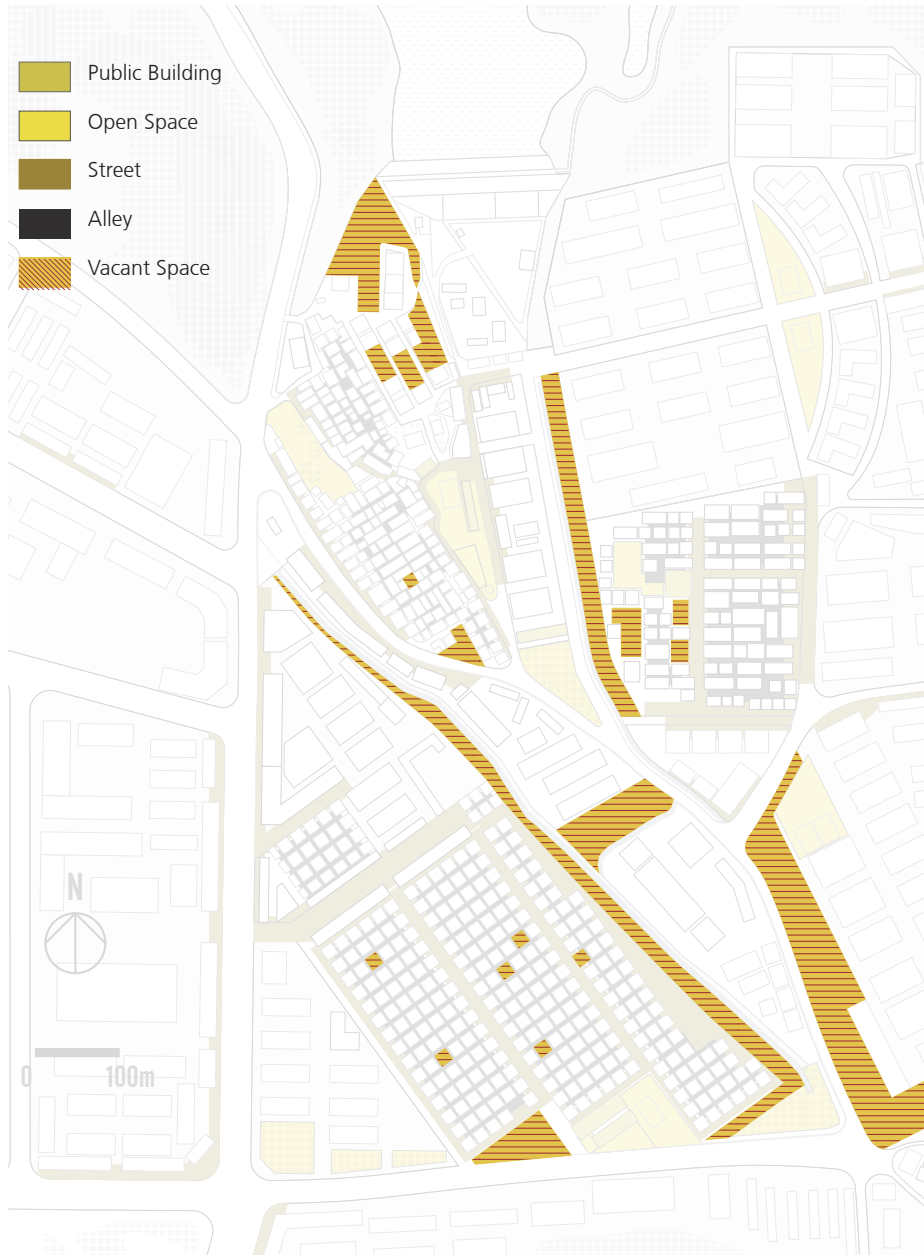 Public Building
Open Space
Street
Alley
Vacant Space
N
0 100m